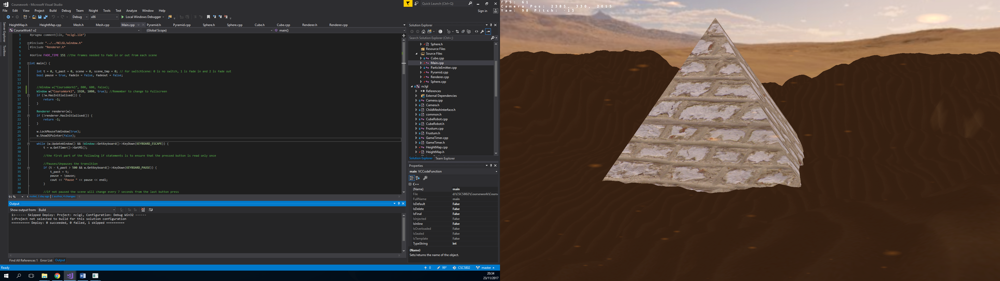 Coursework - Microsoft Visual Studio
Quick Launch (Ctrl+Q)
File Edit View Project Build Debug Team Nsight Tools Test Analyze Window Help
Sign in
Debug x86 Local Windows Debugger
Server Explorer
Toolbox
HeightMap.h HeightMap.cpp Mesh.h Mesh.cpp Main.cpp Pyramid.h Pyramid.cpp Sphere.h Sphere.cpp Cube.h Cube.cpp Renderer.h Renderer.cpp
CourseWork1 v2 (Global Scope) main()
1 #pragma comment(lib, "nclgl.lib")
2
3 #include "../../NCLGL/window.h"
4 #include "Renderer.h"
5
6 #define FADE_TIME 151 //the frames needed to fade in or out from each scene
7
8 int main() {
9
10 int t = 0, t_past = 0, scene = 0, scene_tmp = 0; // for switchScene: 0 is no switch, 1 is fade in and 2 is fade out
11 bool pause = true, fadein = false, fadeout = false;
12
13
14 //Window w("CourseWork1", 800, 600, false);
15 Window w("CourseWork1", 1920, 1080, true); //Remember to change to fullscreen
16 if (!w.HasInitialised()) {
17 return -1;
18 }
19
20 Renderer renderer(w);
21 if (!renderer.HasInitialised()) {
22 return -1;
23 }
24
25 w.LockMouseToWindow(true);
26 w.ShowOSPointer(false);
27
28 while (w.UpdateWindow() && !Window::GetKeyboard()->KeyDown(KEYBOARD_ESCAPE)) {
29 t = w.GetTimer()->GetMS();
30
31 //the first part of the following if statements is to ensure that the pressed button is read only once
32
33 //Pauses/Unpauses the transition
34 if (t - t_past > 500 && w.GetKeyboard()->KeyDown(KEYBOARD_PAUSE)) {
35 t_past = t;
36 pause = !pause;
37 cout << "Pause " << pause << endl;
38 }
39
40 //if not paused the scene will change every 7 seconds from the last button press
91 % nutiel, 1 day ago | 1 author, 4 changes
Output
Show output from: Build
1>------ Skipped Deploy: Project: nclgl, Configuration: Debug Win32 ------
1>Project not selected to build for this solution configuration
========== Deploy: 0 succeeded, 0 failed, 1 skipped ==========
Find All References 1 Error List Output
Solution Explorer
Search Solution Explorer (Ctrl+;)
Sphere.h
Resource Files
Source Files
Cube.cpp
Main.cpp
ParticleEmitter.cpp
Pyramid.cpp
Renderer.cpp
Sphere.cpp
nclgl
References
External Dependencies
Camera.cpp
Camera.h
ChildMeshInterface.h
common.h
CubeRobot.cpp
CubeRobot.h
Frustum.cpp
Frustum.h
GameTimer.cpp
GameTimer.h
HeightMap.cpp
HeightMap.h
Solution Explorer Team Explorer
Properties
main VCCodeFunction
C++
(Name) main
File d:\CSC5802\Coursework\Cours
FullName main
IsDefault False
IsDelete False
IsFinal False
IsInjected False
IsInline False
IsOverloaded False
IsSealed False
IsTemplate False
TypeString int
(Name)
Sets/returns the name of the object.
Ready 0 99* CSC5802 master
20:34
23/11/2017
FPS: 61
Camera Pos: 2385, 330, 2015
Yaw: 98 Pitch: -15